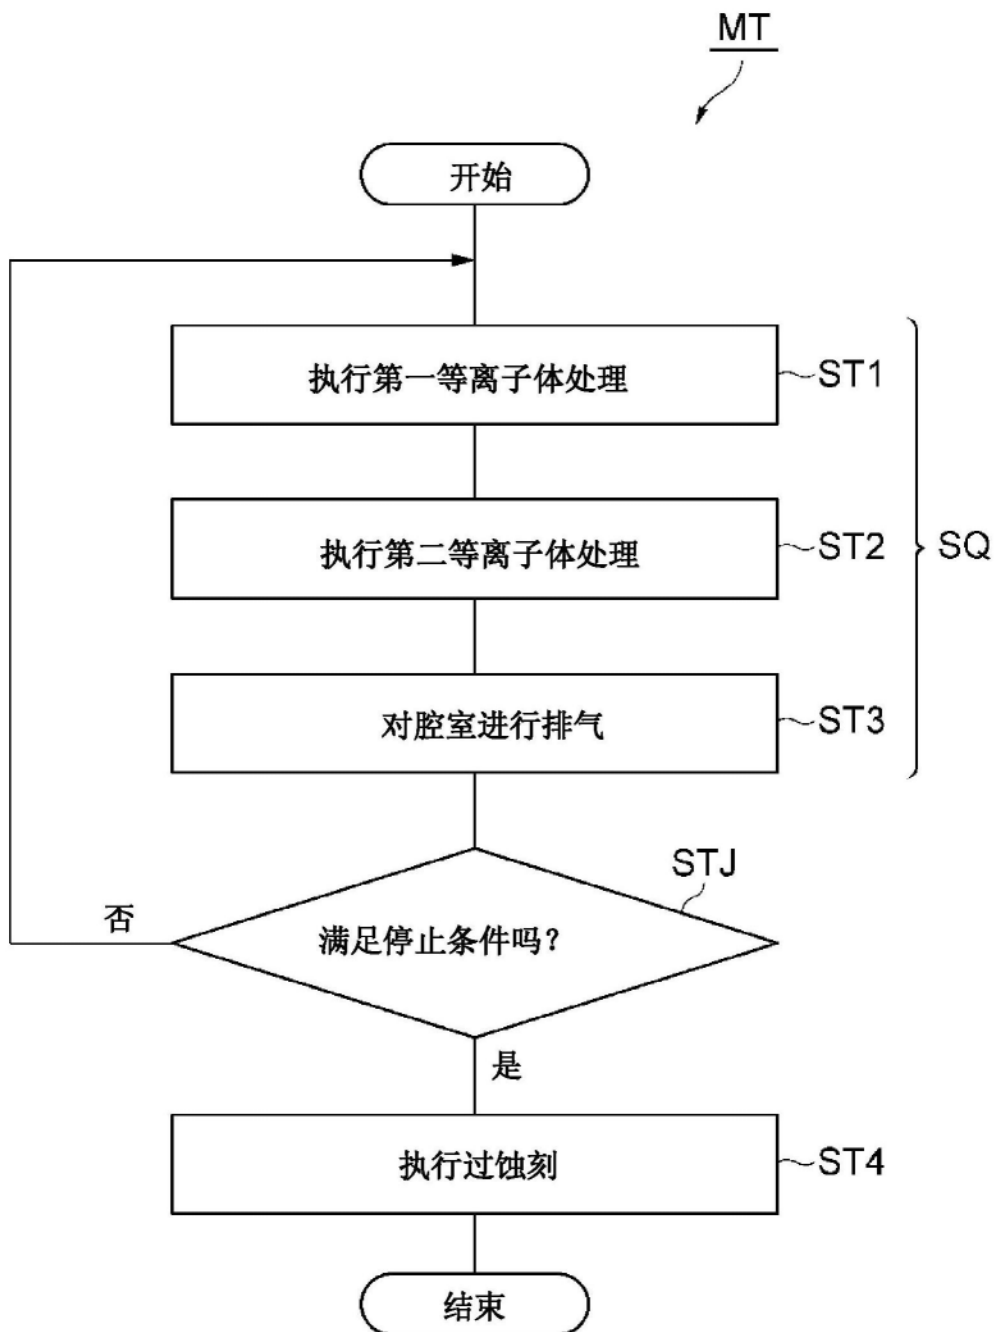 MT
开始
执行第一等离子体处理
ST1
执行第二等离子体处理
ST2
SQ
对腔室进行排气
ST3
STJ
否
满足停止条件吗?
是
执行过蚀刻
ST4
结束